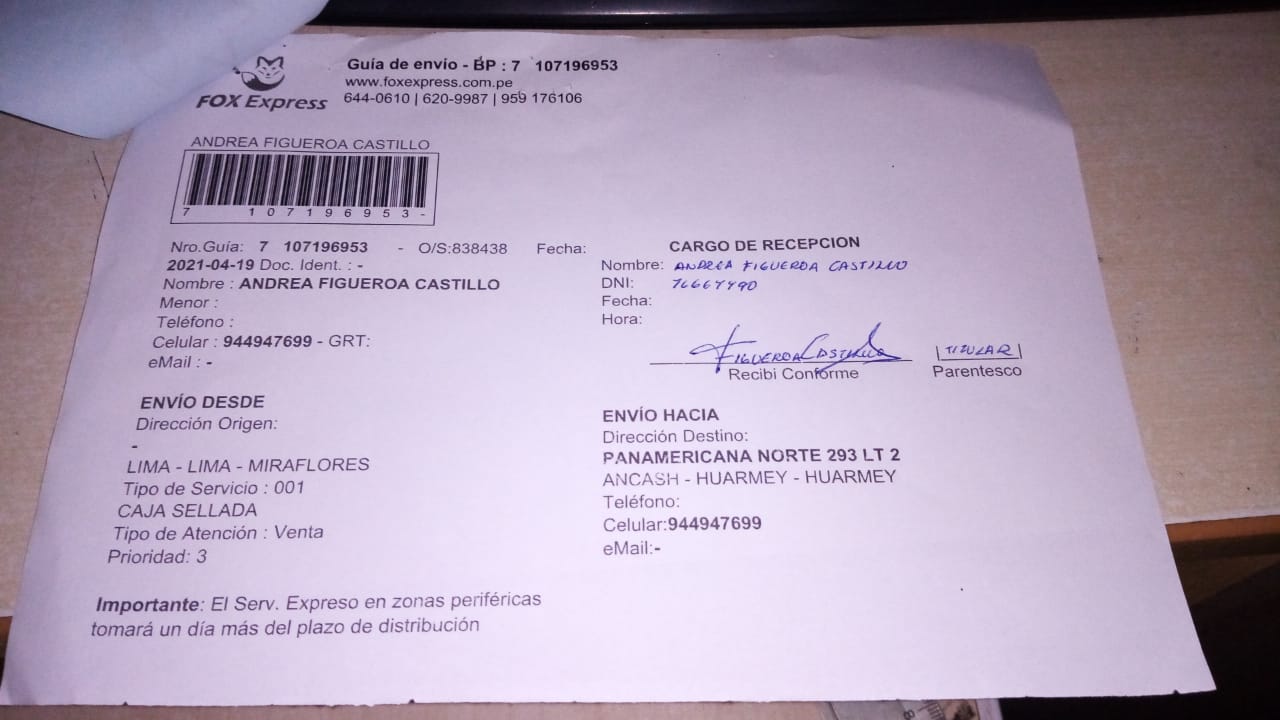 Guía de envio - BP : 7 107196953
www.foxexpress.com.pe
FOX Express
644-0610 | 620-9987 | 959 176106
ANDREA FIGUEROA CASTILLO
7 107196953-
Nro.Guía: 7 107196953 - O/S:838438 Fecha:
2021-04-19 Doc. Ident. : -
Nombre : ANDREA FIGUEROA CASTILLO
Menor :
Teléfono :
Celular : 944947699 - GRT:
eMail : -
CARGO DE RECEPCION
Nombre: ANDREA FIGUEROA CASTILLO
DNI: 76664490
Fecha:
Hora:
FIGUEROA CASTILLO
Recibi Conforme
TITULAR
Parentesco
ENVÍO DESDE
Dirección Origen:
-
LIMA - LIMA - MIRAFLORES
Tipo de Servicio : 001
CAJA SELLADA
Tipo de Atención : Venta
Prioridad: 3
ENVÍO HACIA
Dirección Destino:
PANAMERICANA NORTE 293 LT 2
ANCASH - HUARMEY - HUARMEY
Teléfono:
Celular:944947699
eMail:-
Importante: El Serv. Expreso en zonas periféricas
tomará un día más del plazo de distribución